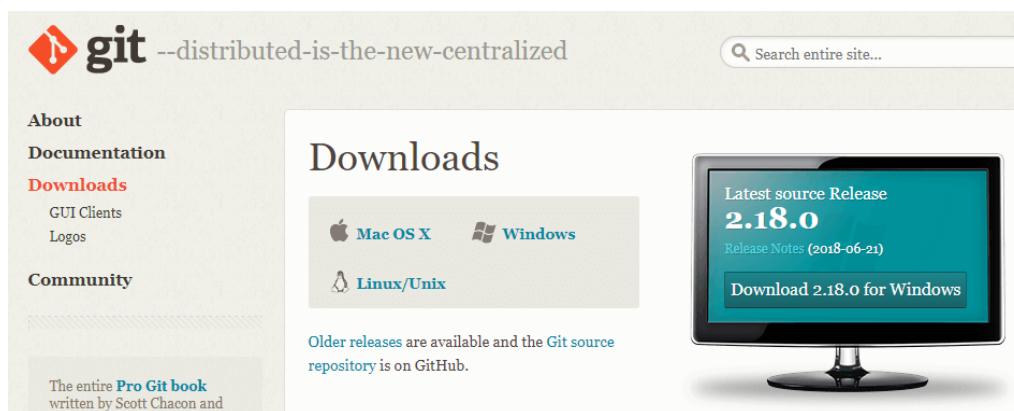 git --distributed-is-the-new-centralized
Search entire site...
About
Documentation
Downloads
GUI Clients
Logos
Community
The entire Pro Git book
written by Scott Chacon and
Downloads
Mac OS X
Windows
Linux/Unix
Older releases are available and the Git source
repository is on GitHub.
Latest source Release
2.18.0
Release Notes (2018-06-21)
Download 2.18.0 for Windows